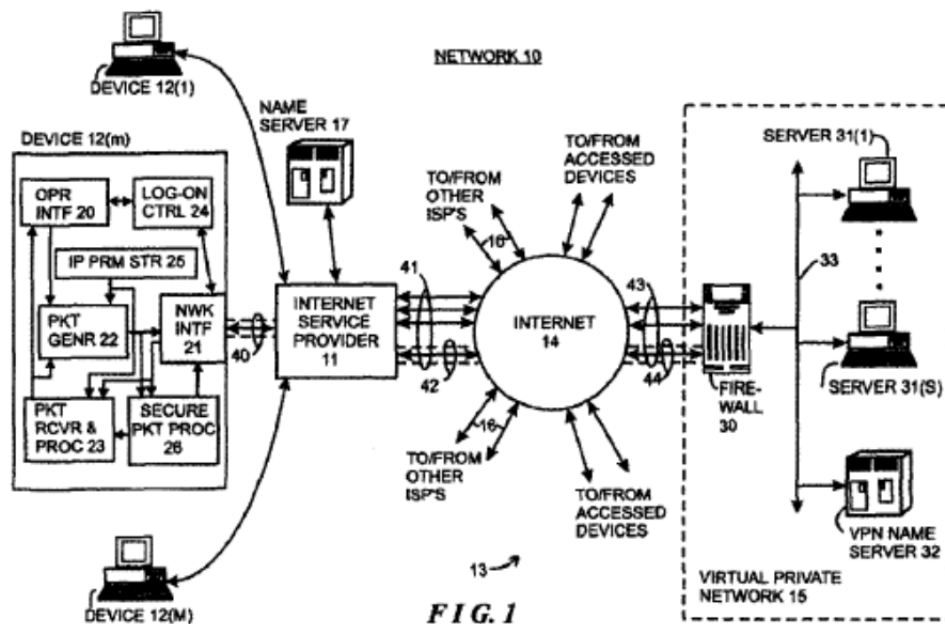 NETWORK 10
DEVICE 12(1)
NAME
SERVER 17
DEVICE 12(m)
OPR
INTF 20
LOG-ON
CTRL 24
IP PRM STR 25
PKT
GENR 22
NWK
INTF
21
PKT
RCVR &
PROC 23
SECURE
PKT PROC
26
40
INTERNET
SERVICE
PROVIDER
11
41
42
TO/FROM
OTHER
ISP'S
16
TO/FROM
ACCESSED
DEVICES
INTERNET
14
16
TO/FROM
OTHER
ISP'S
TO/FROM
ACCESSED
DEVICES
43
44
FIRE-
WALL
30
SERVER 31(1)
33
SERVER 31(S)
VPN NAME
SERVER 32
VIRTUAL PRIVATE
NETWORK 15
DEVICE 12(M)
13
FIG. 1